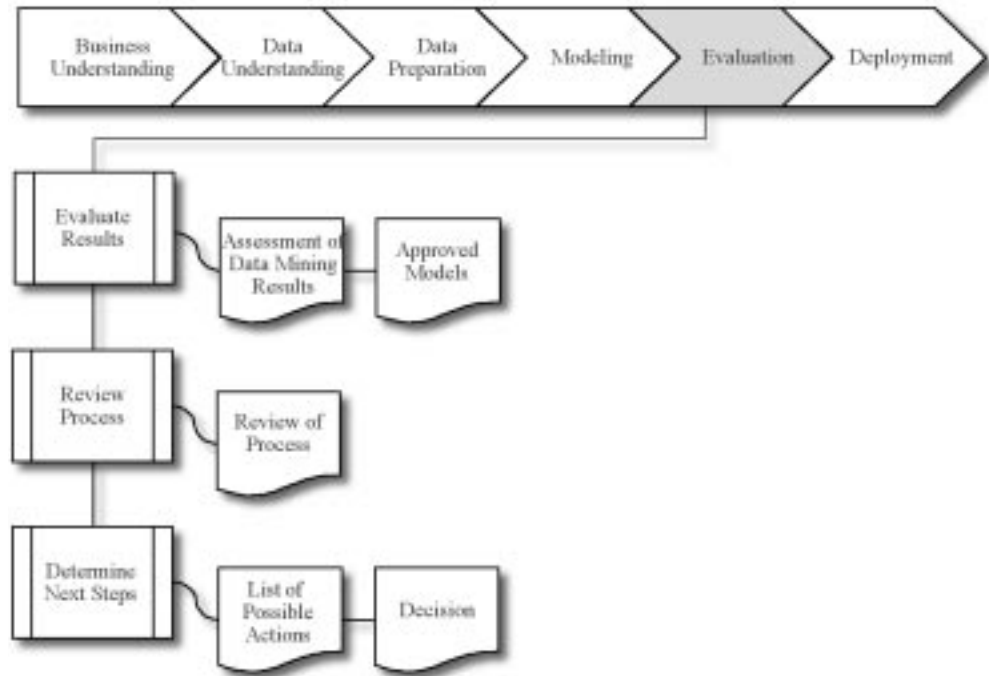 Business
Understanding
Data
Understanding
Data
Preparation
Modeling
Evaluation
Deployment
Evaluate
Results
Assessment of
Data Mining
Results
Approved
Models
Review
Process
Review of
Process
Determine
Next Steps
List of
Possible
Actions
Decision